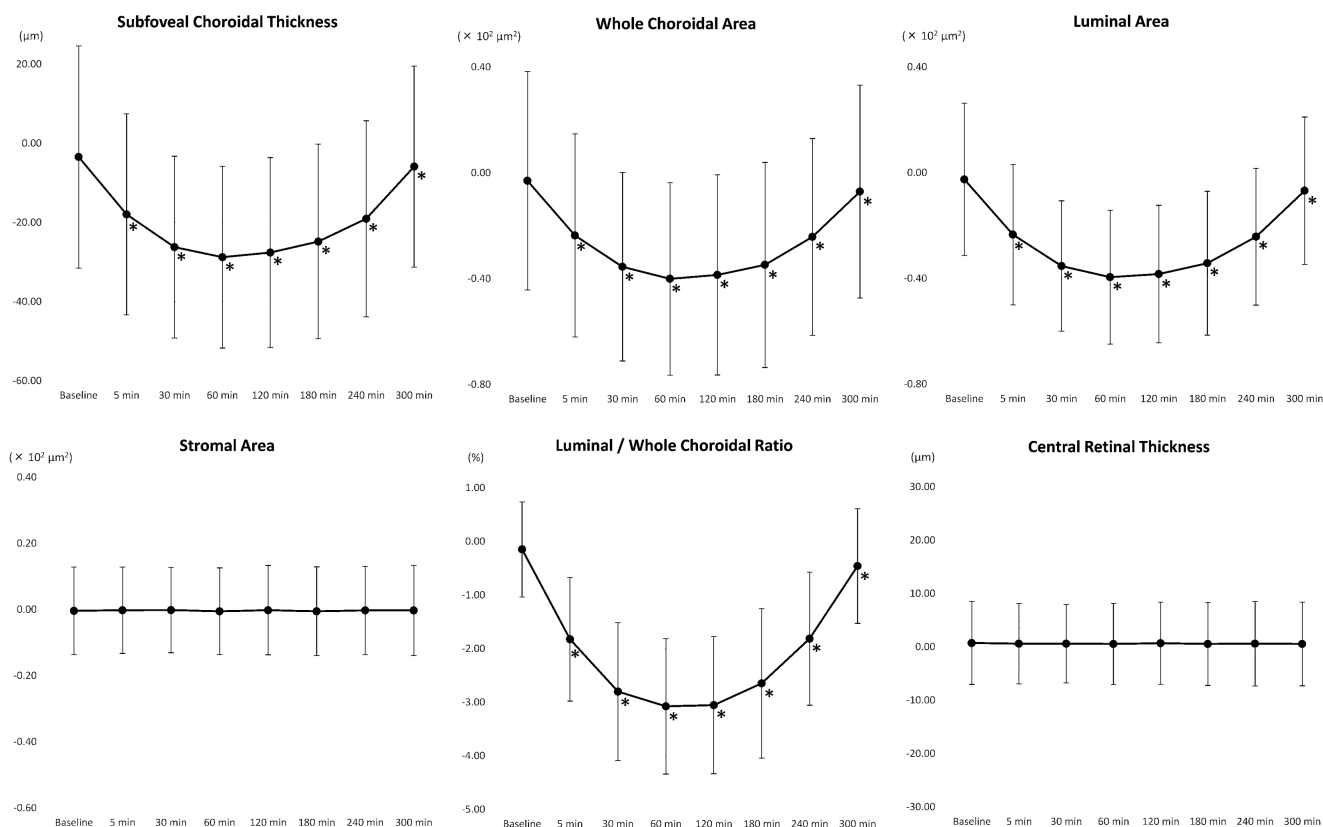 Subfoveal Choroidal Thickness
(μm)
20.00
0.00
-20.00
-40.00
-60.00
* * * * * * *
Baseline 5 min 30 min 60 min 120 min 180 min 240 min 300 min
Whole Choroidal Area
(× 10² μm²)
0.40
0.00
-0.40
-0.80
* * * * * * *
Baseline 5 min 30 min 60 min 120 min 180 min 240 min 300 min
Luminal Area
(× 10² μm²)
0.40
0.00
-0.40
-0.80
* * * * * * *
Baseline 5 min 30 min 60 min 120 min 180 min 240 min 300 min
Stromal Area
(× 10² μm²)
0.40
0.20
0.00
-0.20
-0.40
-0.60
Baseline 5 min 30 min 60 min 120 min 180 min 240 min 300 min
Luminal / Whole Choroidal Ratio
(%)
1.00
0.00
-1.00
-2.00
-3.00
-4.00
-5.00
* * * * * * *
Baseline 5 min 30 min 60 min 120 min 180 min 240 min 300 min
Central Retinal Thickness
(μm)
30.00
20.00
10.00
0.00
-10.00
-20.00
-30.00
Baseline 5 min 30 min 60 min 120 min 180 min 240 min 300 min